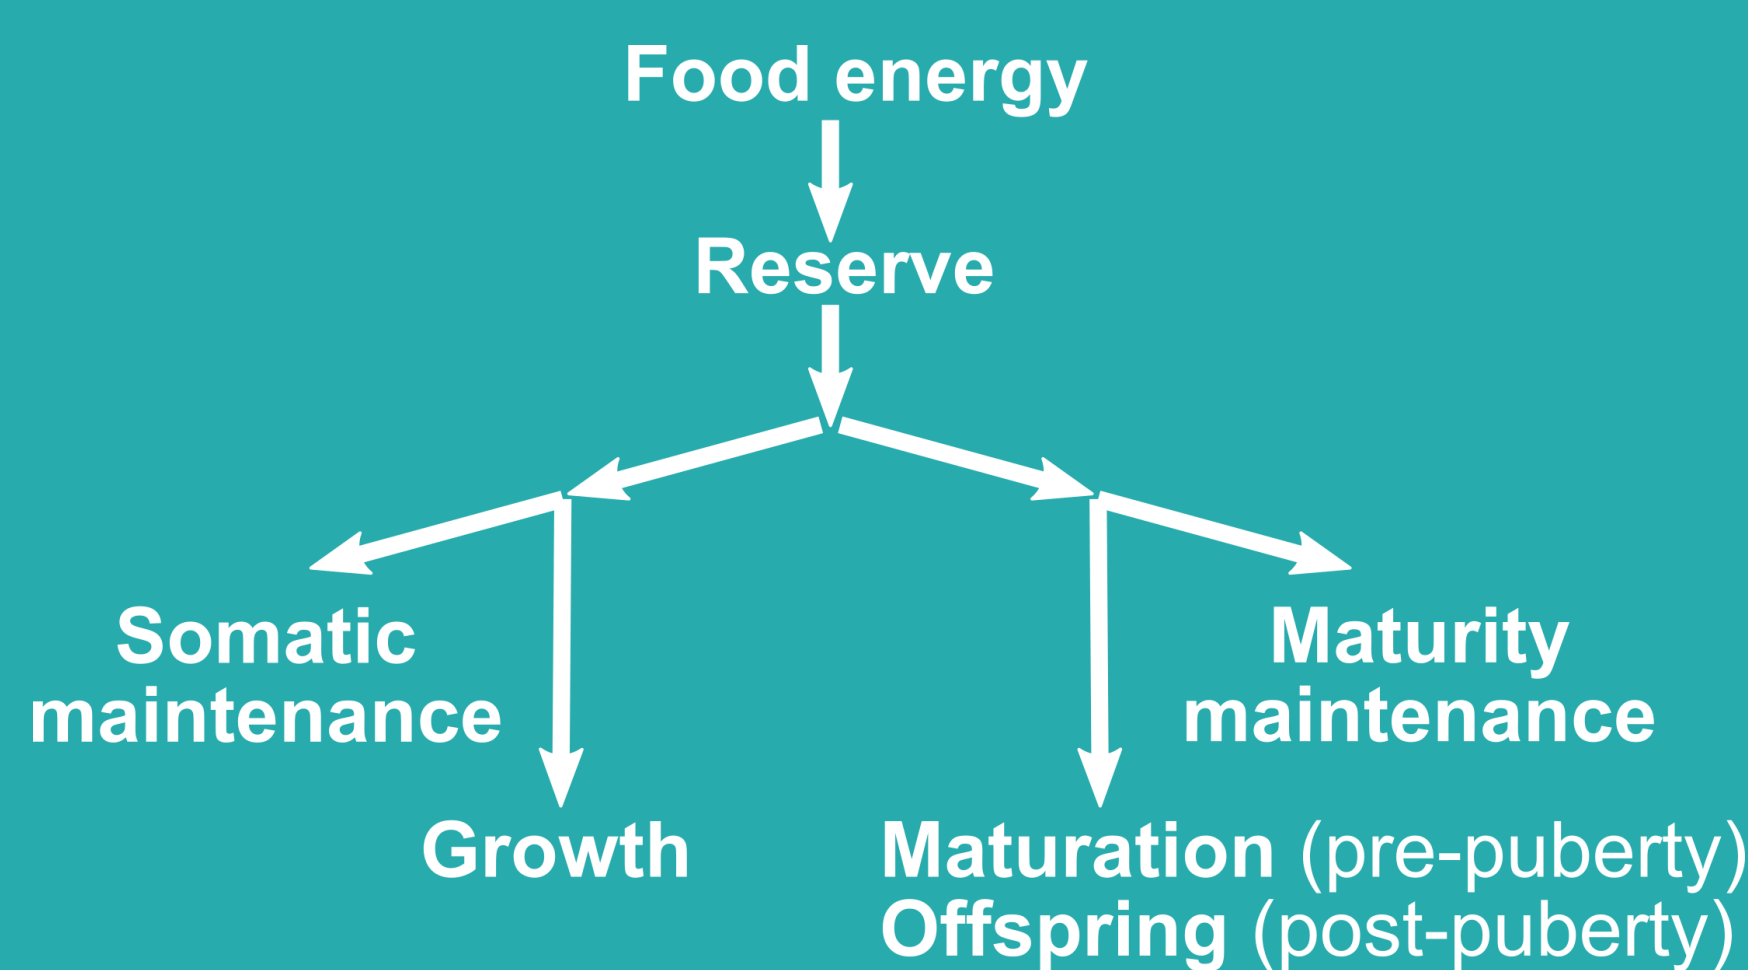 Food energy
Reserve
Somatic
maintenance
Maturity
maintenance
Growth
Maturation (pre-puberty)
Offspring (post-puberty)